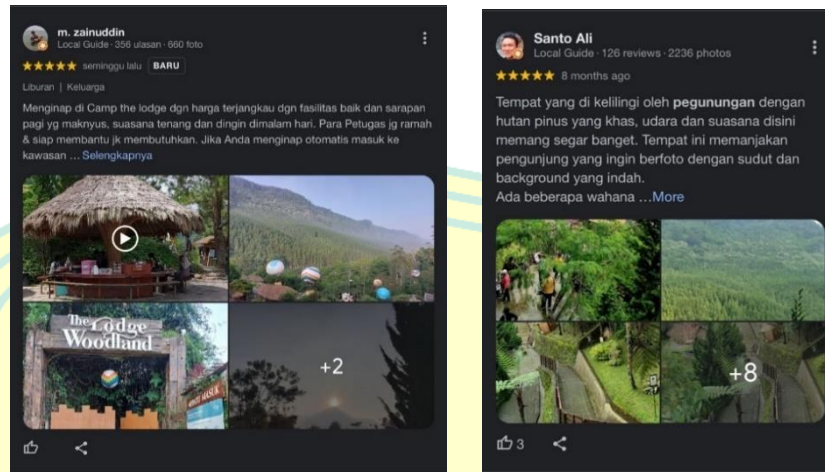 m. zainuddin
Local Guide · 356 ulasan · 660 foto
seminggu lalu BARU
Liburan | Keluarga
Menginap di Camp the lodge dgn harga terjangkau dgn fasilitas baik dan sarapan
pagi yg maknyus, suasana tenang dan dingin dimalam hari. Para Petugas jg ramah
& siap membantu jk membutuhkan. Jika Anda menginap otomatis masuk ke
kawasan ... Selengkapnya
The Lodge
Woodland
MASUK
+2
Santo Ali
Local Guide · 126 reviews · 2236 photos
8 months ago
Tempat yang di kelilingi oleh pegunungan dengan
hutan pinus yang khas, udara dan suasana disini
memang segar banget. Tempat ini memanjakan
pengunjung yang ingin berfoto dengan sudut dan
background yang indah.
Ada beberapa wahana ...More
+8
3